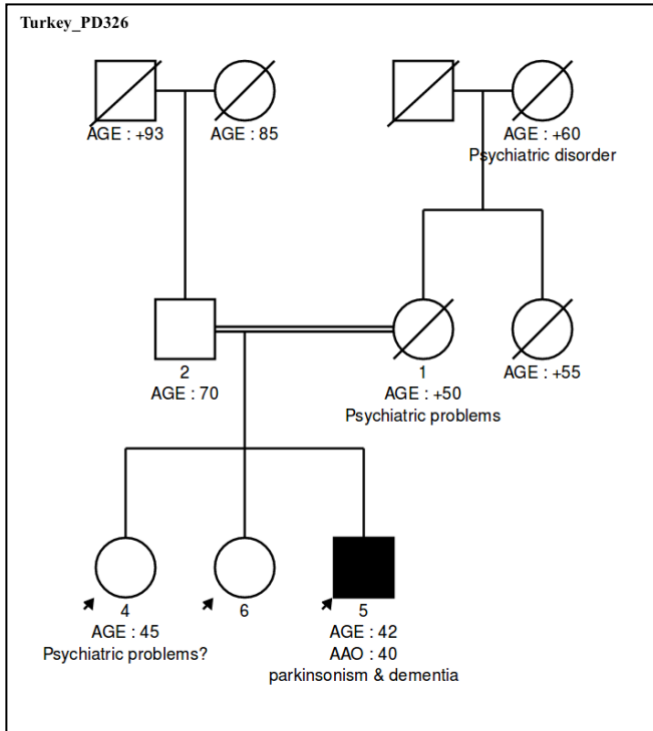 Turkey_PD326
AGE : +93
AGE : 85
AGE : +60
Psychiatric disorder
2
AGE : 70
1
AGE : +50
Psychiatric problems
AGE : +55
4
AGE : 45
Psychiatric problems?
6
5
AGE : 42
AAO : 40
parkinsonism & dementia